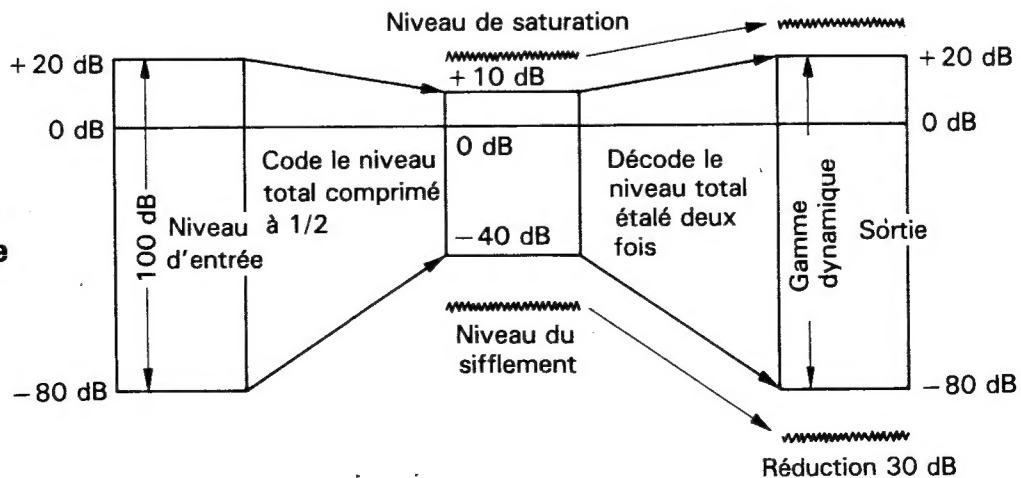 Niveau de saturation
+20 dB
0 dB
-80 dB
100 dB
Niveau
d'entrée
Code le niveau
total comprimé
à 1/2
+10 dB
0 dB
-40 dB
Niveau du
sifflement
Décode le
niveau total
étalé deux
fois
Gamme
dynamique
Sórtie
+20 dB
0 dB
-80 dB
Réduction 30 dB
e